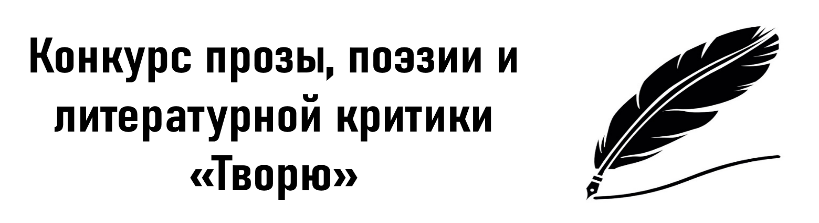 Конкурс прозы, поэзии и
литературной критики
«Творю»